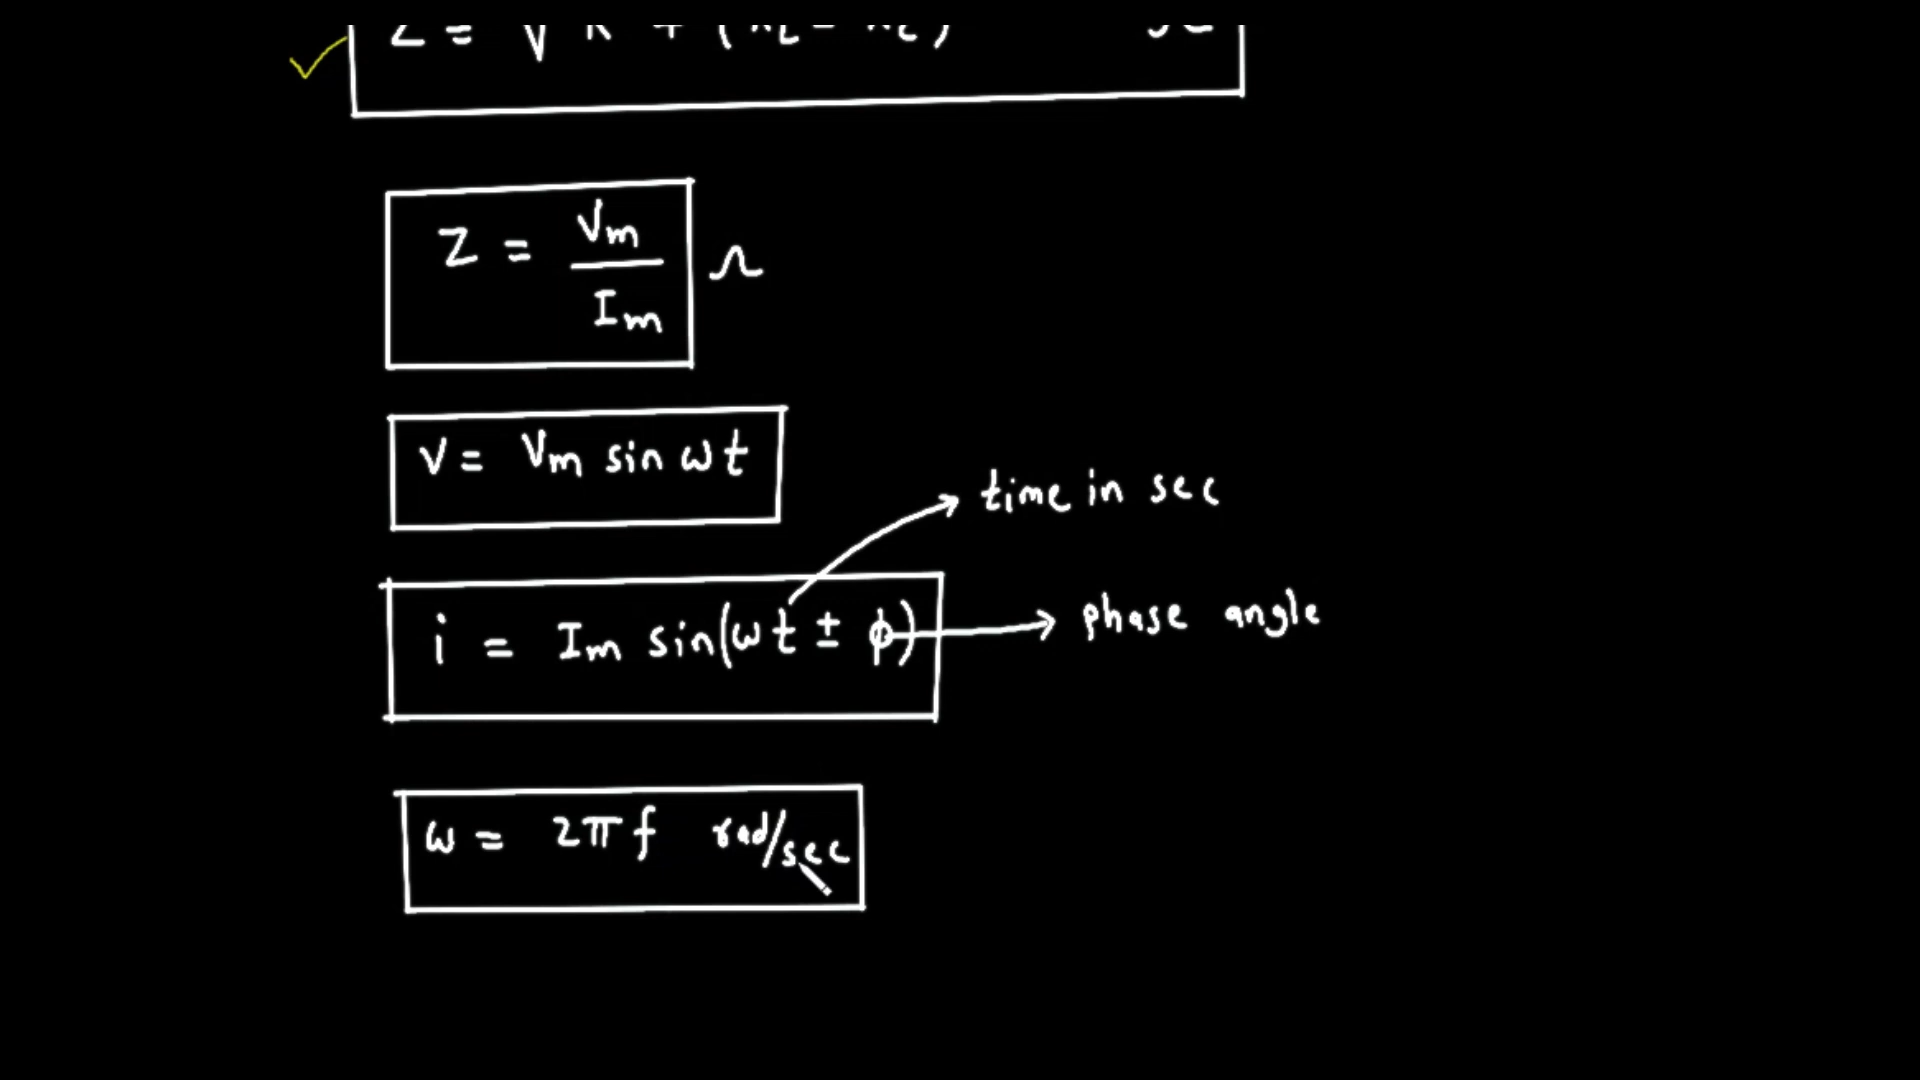 Z = Vm / Im Ω
V = Vm sin ωt
time in sec
i = Im sin(ωt ± φ) → phase angle
ω = 2πf rad/sec